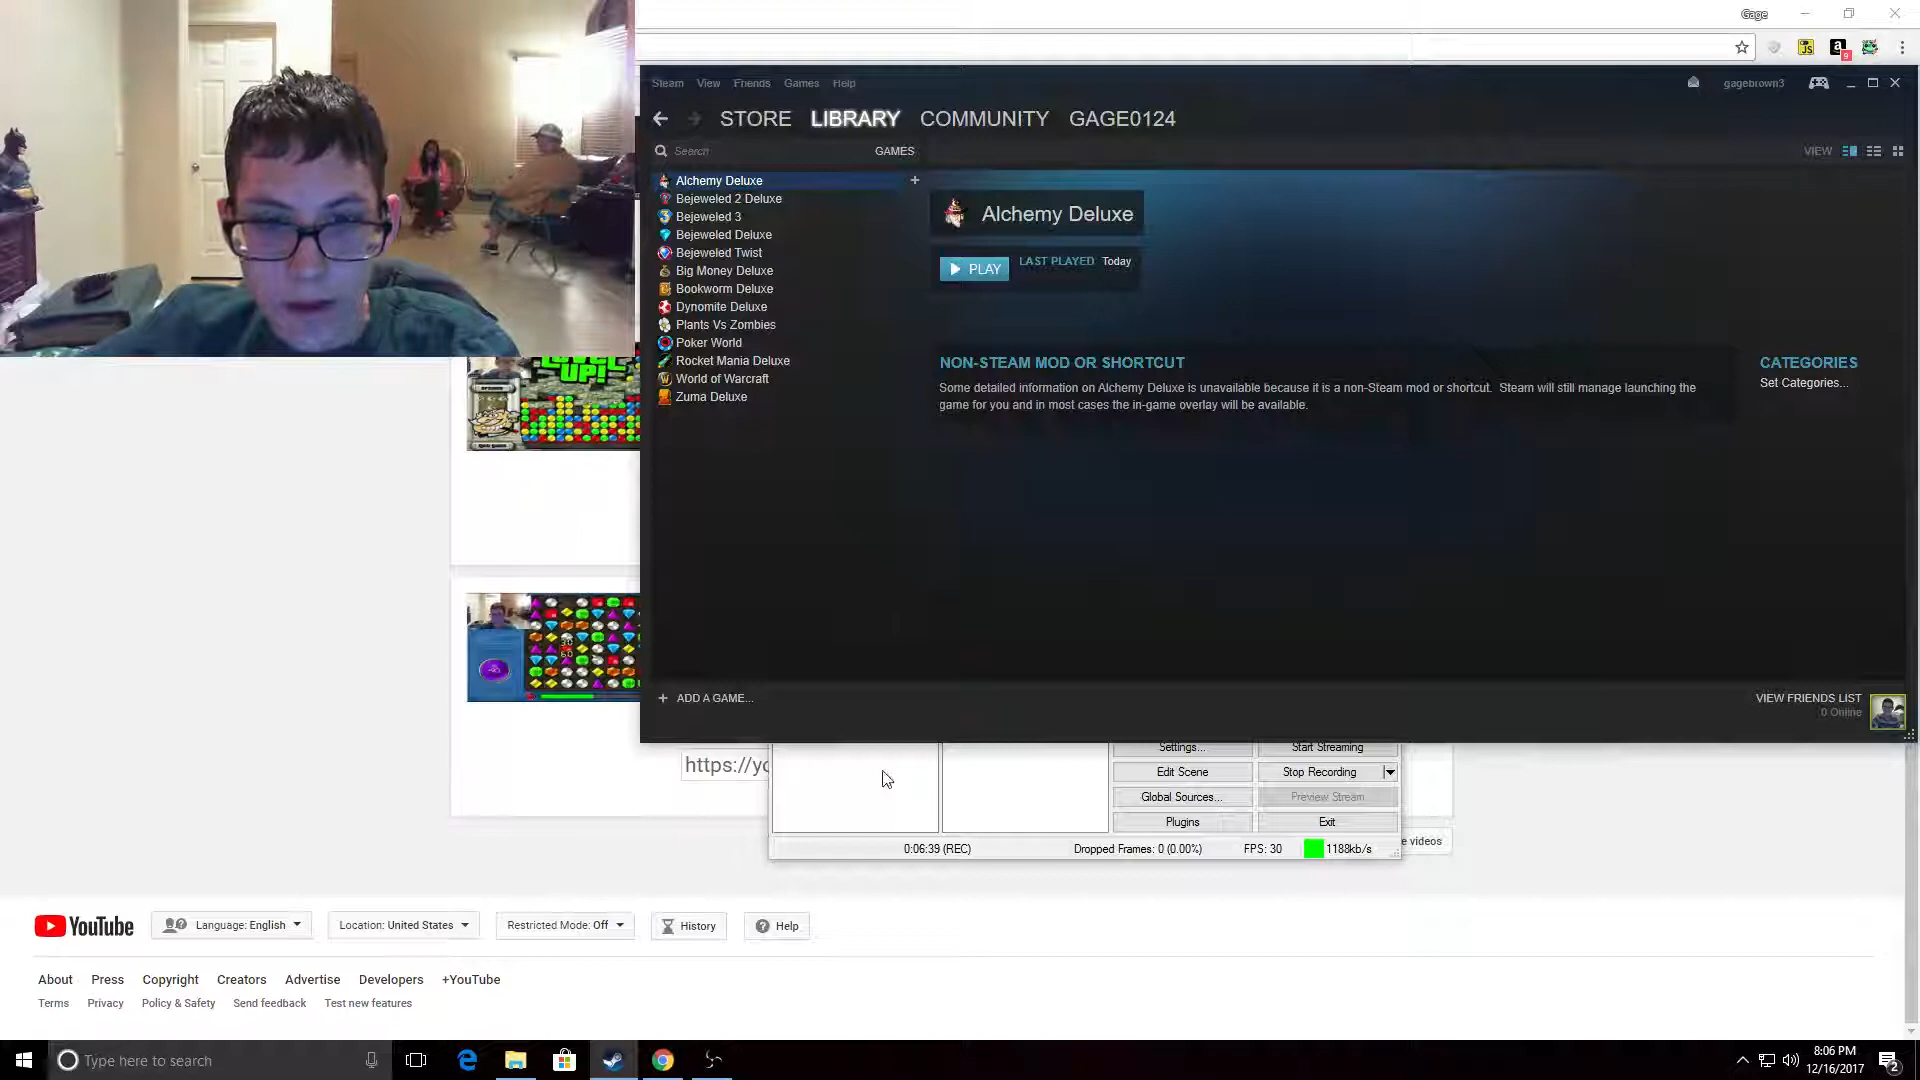 Gage
JS
9
Steam View Friends Games Help
gagebrown3
STORE LIBRARY COMMUNITY GAGE0124
Search
GAMES
VIEW
Alchemy Deluxe
Bejeweled 2 Deluxe
Bejeweled 3
Bejeweled Deluxe
Bejeweled Twist
Big Money Deluxe
Bookworm Deluxe
Dynomite Deluxe
Plants Vs Zombies
Poker World
Rocket Mania Deluxe
World of Warcraft
Zuma Deluxe
Alchemy Deluxe
PLAY
LAST PLAYED Today
NON-STEAM MOD OR SHORTCUT
Some detailed information on Alchemy Deluxe is unavailable because it is a non-Steam mod or shortcut. Steam will still manage launching the
game for you and in most cases the in-game overlay will be available.
CATEGORIES
Set Categories...
UP!
+ ADD A GAME...
VIEW FRIENDS LIST
0 Online
https://yo
Settings...
Start Streaming
Edit Scene
Stop Recording
Global Sources...
Preview Stream
Plugins
Exit
0:06:39 (REC)
Dropped Frames: 0 (0.00%)
FPS: 30
1188kb/s
e videos
YouTube
Language: English
Location: United States
Restricted Mode: Off
History
Help
About Press Copyright Creators Advertise Developers +YouTube
Terms Privacy Policy & Safety Send feedback Test new features
Type here to search
8:06 PM
12/16/2017
2